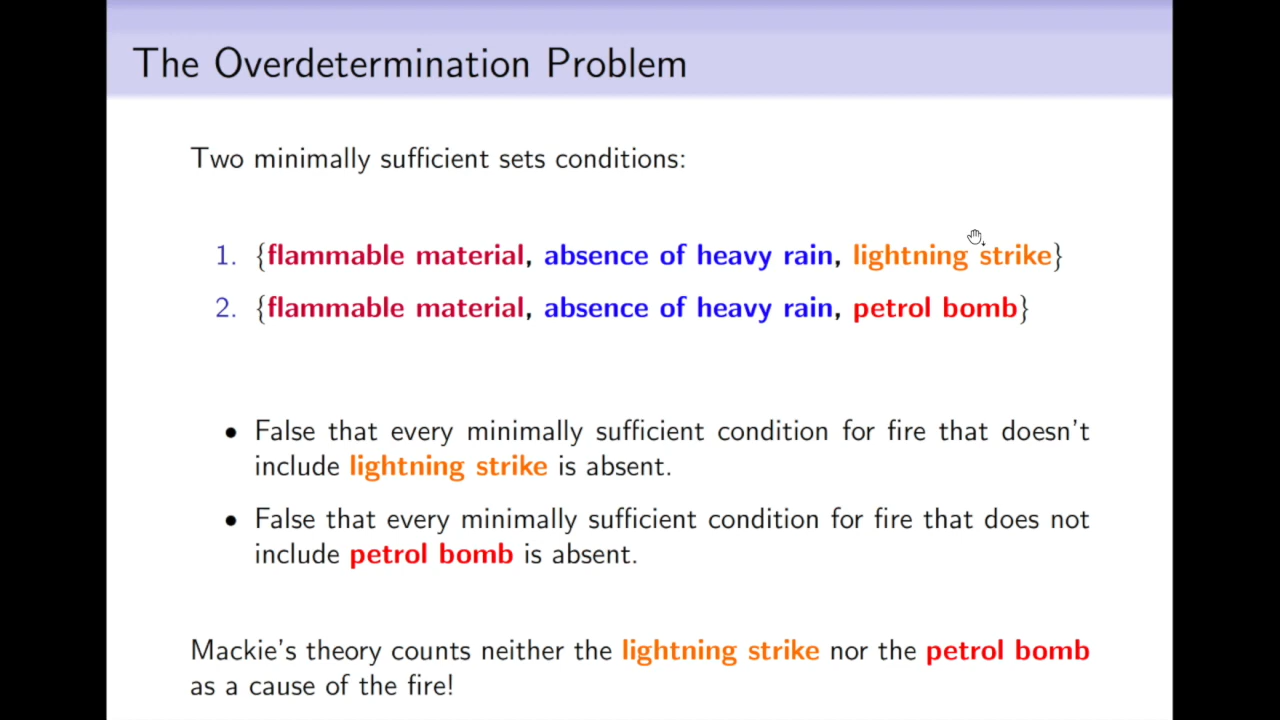 The Overdetermination Problem
Two minimally sufficient sets conditions:
1. {flammable material, absence of heavy rain, lightning strike}
2. {flammable material, absence of heavy rain, petrol bomb}
• False that every minimally sufficient condition for fire that doesn't
include lightning strike is absent.
• False that every minimally sufficient condition for fire that does not
include petrol bomb is absent.
Mackie's theory counts neither the lightning strike nor the petrol bomb
as a cause of the fire!